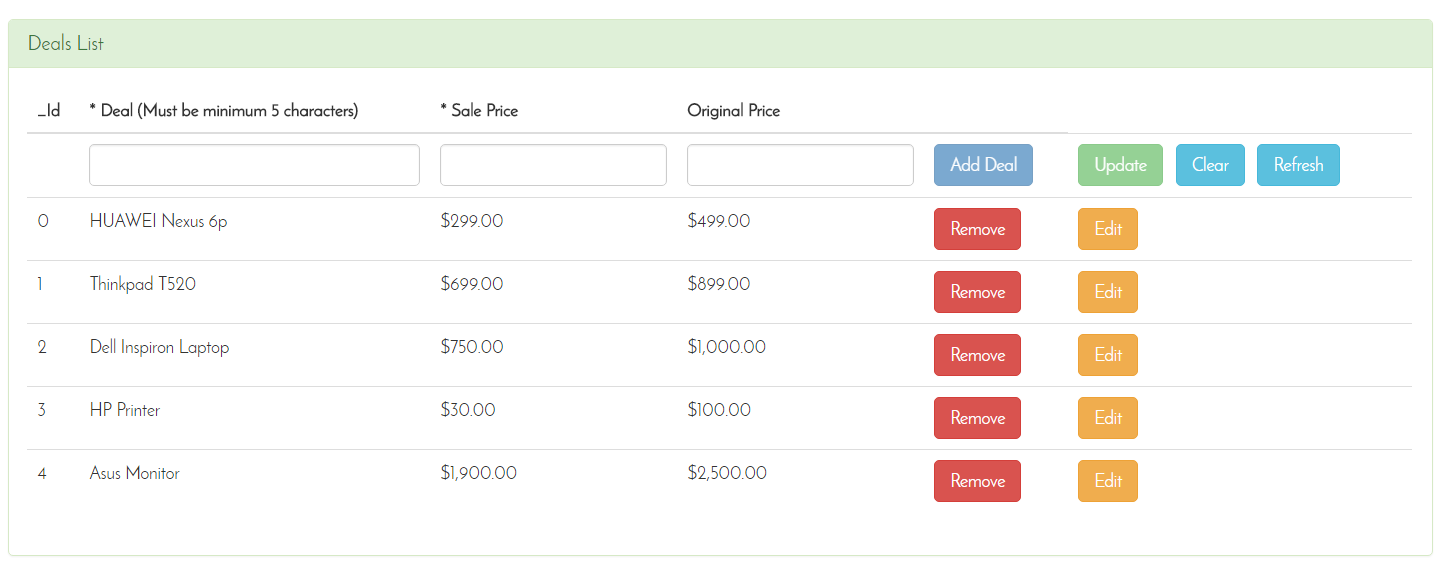 Deals List
_Id * Deal (Must be minimum 5 characters) * Sale Price Original Price
Add Deal Update Clear Refresh
0 HUAWEI Nexus 6p $299.00 $499.00 Remove Edit
1 Thinkpad T520 $699.00 $899.00 Remove Edit
2 Dell Inspiron Laptop $750.00 $1,000.00 Remove Edit
3 HP Printer $30.00 $100.00 Remove Edit
4 Asus Monitor $1,900.00 $2,500.00 Remove Edit